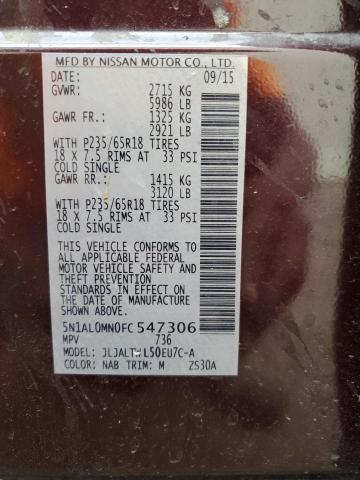 MFD BY NISSAN MOTOR CO., LTD.
DATE: 09/15
GVWR: 2715 KG
5986 LB
GAWR FR.: 1325 KG
2921 LB
WITH P235/65R18 TIRES
18 X 7.5 RIMS AT 33 PSI
COLD SINGLE
GAWR RR.: 1415 KG
3120 LB
WITH P235/65R18 TIRES
18 X 7.5 RIMS AT 33 PSI
COLD SINGLE
THIS VEHICLE CONFORMS TO
ALL APPLICABLE FEDERAL
MOTOR VEHICLE SAFETY AND
THEFT PREVENTION
STANDARDS IN EFFECT ON
THE DATE OF MANUFACTURE
SHOWN ABOVE.
5N1AL0MN0FC547306
MPV 736
MODEL: L50EU7C-A
COLOR: NAB TRIM: M ZS30A